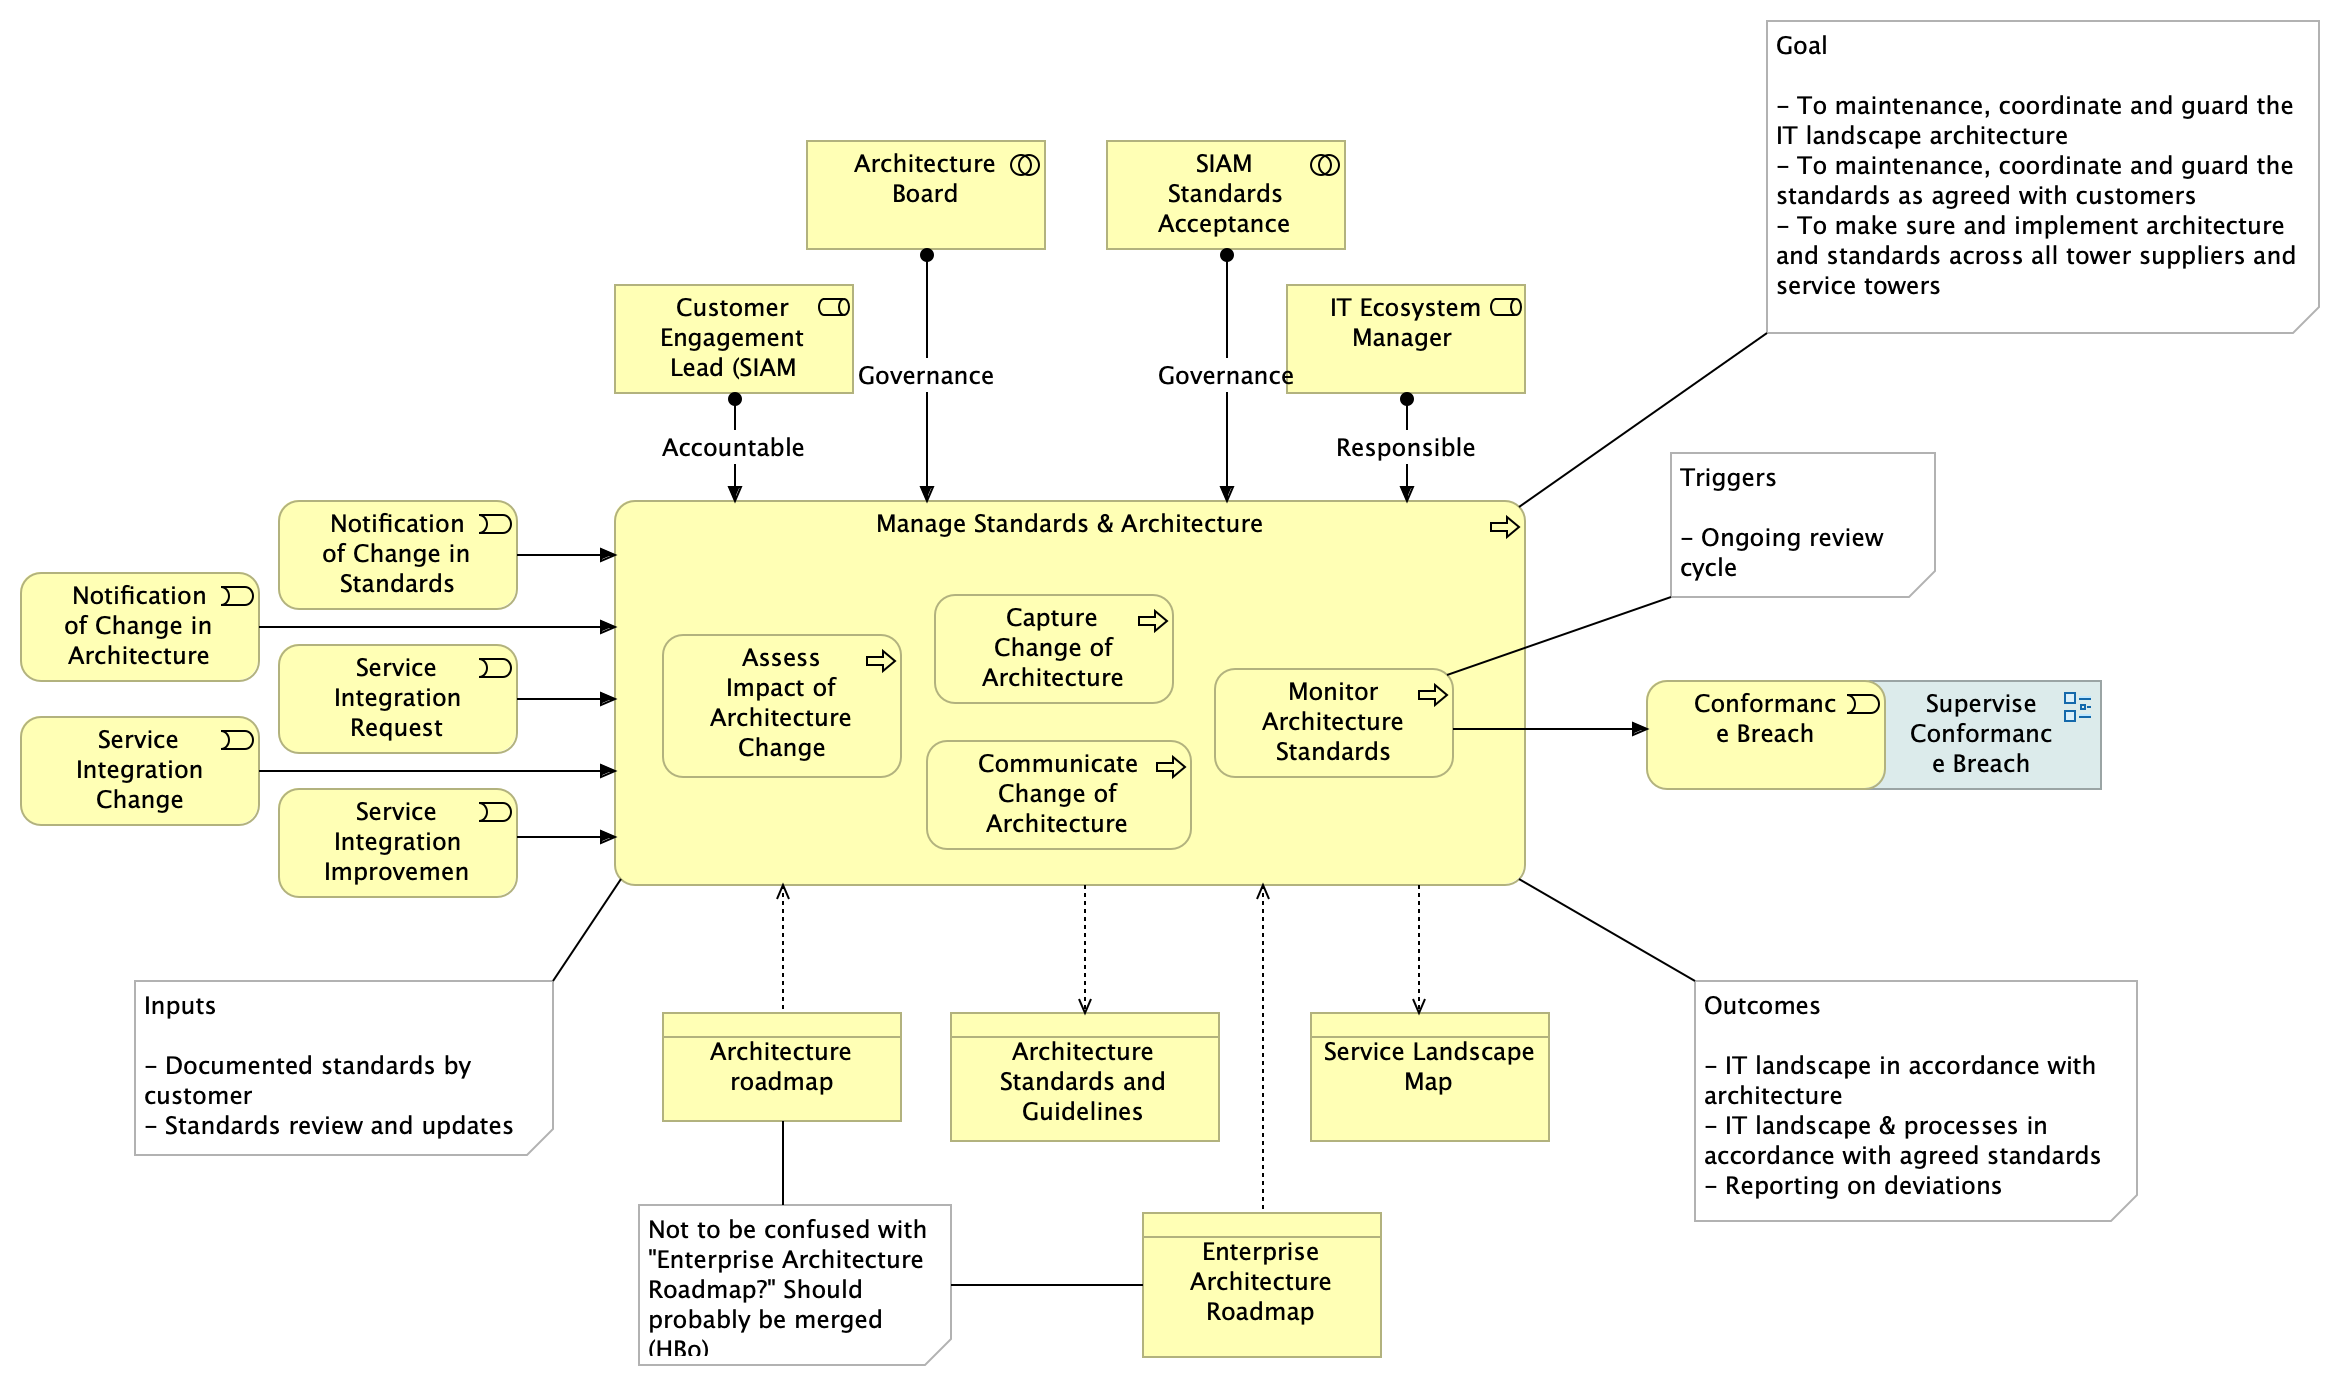 Goal
- To maintenance, coordinate and guard the
IT landscape architecture
- To maintenance, coordinate and guard the
standards as agreed with customers
- To make sure and implement architecture
and standards across all tower suppliers and
service towers
Architecture
Board
SIAM
Standards
Acceptance
Customer
Engagement
Lead (SIAM
IT Ecosystem
Manager
Governance
Governance
Accountable
Responsible
Triggers
- Ongoing review
cycle
Manage Standards & Architecture
Notification
of Change in
Standards
Notification
of Change in
Architecture
Service
Integration
Request
Service
Integration
Change
Service
Integration
Improvemen
Assess
Impact of
Architecture
Change
Capture
Change of
Architecture
Communicate
Change of
Architecture
Monitor
Architecture
Standards
Conformanc
e Breach
Supervise
Conformanc
e Breach
Inputs
- Documented standards by
customer
- Standards review and updates
Architecture
roadmap
Architecture
Standards and
Guidelines
Service Landscape
Map
Outcomes
- IT landscape in accordance with
architecture
- IT landscape & processes in
accordance with agreed standards
- Reporting on deviations
Not to be confused with
"Enterprise Architecture
Roadmap?" Should
probably be merged
(HBo)
Enterprise
Architecture
Roadmap